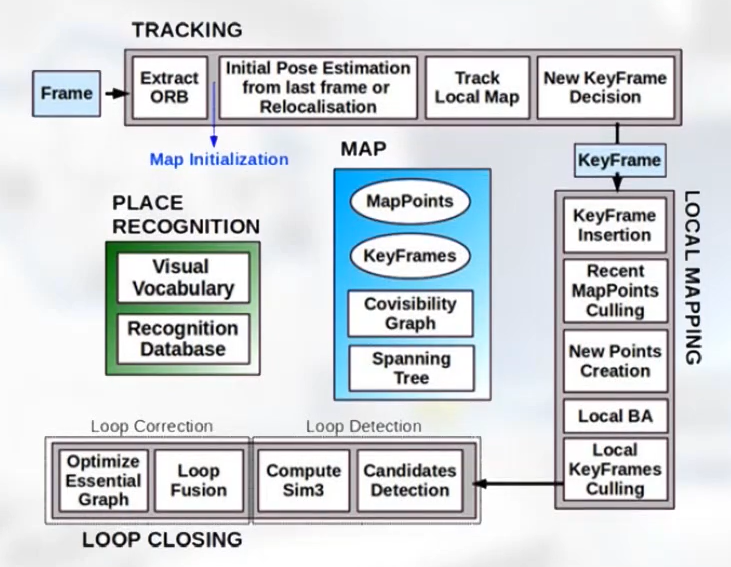 TRACKING
Frame
Extract
ORB
Initial Pose Estimation
from last frame or
Relocalisation
Track
Local Map
New KeyFrame
Decision
Map Initialization
MAP
KeyFrame
PLACE
RECOGNITION
Visual
Vocabulary
Recognition
Database
MapPoints
KeyFrames
Covisibility
Graph
Spanning
Tree
LOCAL MAPPING
KeyFrame
Insertion
Recent
MapPoints
Culling
New Points
Creation
Local BA
Local
KeyFrames
Culling
Loop Correction
Loop Detection
Optimize
Essential
Graph
Loop
Fusion
Compute
Sim3
Candidates
Detection
LOOP CLOSING